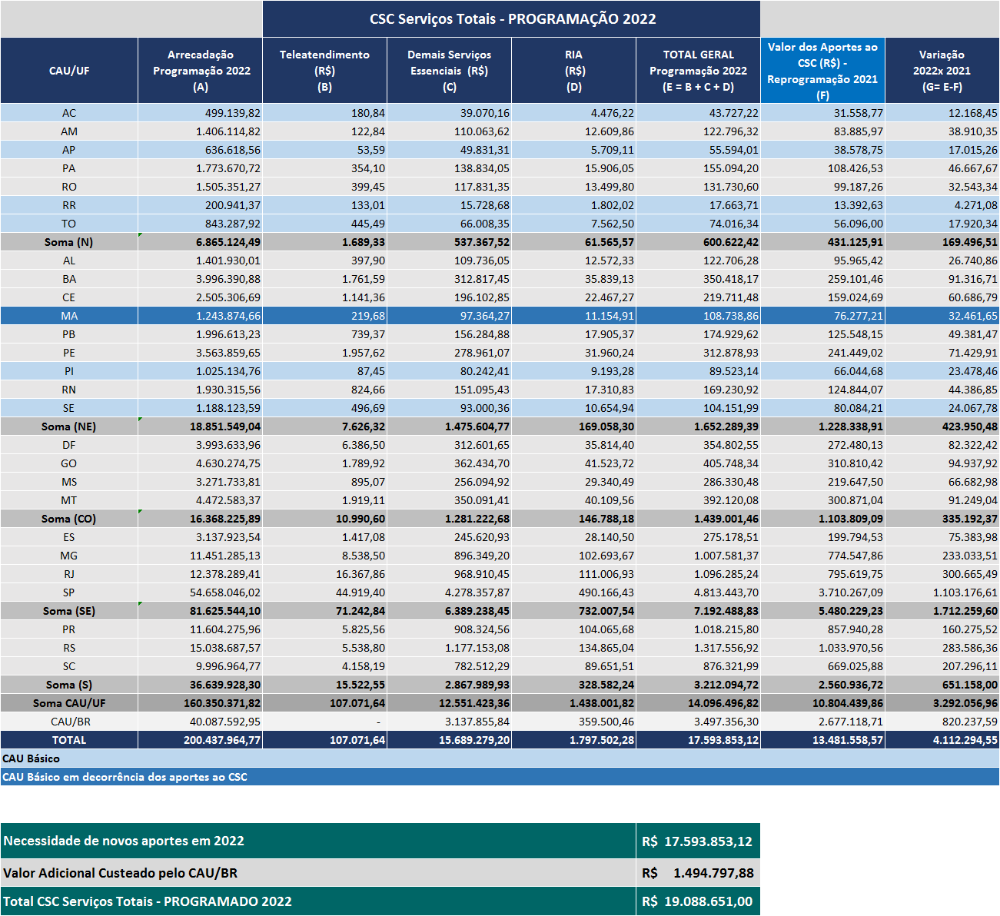 CSC Serviços Totais - PROGRAMAÇÃO 2022
CAU/UF Arrecadação Programação 2022 (A) Teleatendimento (R$) (B) Demais Serviços Essenciais (R$) (C) RIA (R$) (D) TOTAL GERAL Programação 2022 (E = B + C + D) Valor dos Aportes ao CSC (R$) - Reprogramação 2021 (F) Variação 2022x 2021 (G= E-F)
AC 499.139,82 180,84 39.070,16 4.476,22 43.727,22 31.558,77 12.168,45
AM 1.406.114,82 122,84 110.063,62 12.609,86 122.796,32 83.885,97 38.910,35
AP 636.618,56 53,59 49.831,31 5.709,11 55.594,01 38.578,75 17.015,26
PA 1.773.670,72 354,10 138.834,05 15.906,05 155.094,20 108.426,53 46.667,67
RO 1.505.351,27 399,45 117.831,35 13.499,80 131.730,60 99.187,26 32.543,34
RR 200.941,37 133,01 15.728,68 1.802,02 17.663,71 13.392,63 4.271,08
TO 843.287,92 445,49 66.008,35 7.562,50 74.016,34 56.096,00 17.920,34
Soma (N) 6.865.124,49 1.689,33 537.367,52 61.565,57 600.622,42 431.125,91 169.496,51
AL 1.401.930,01 397,90 109.736,05 12.572,33 122.706,28 95.965,42 26.740,86
BA 3.996.390,88 1.761,59 312.817,45 35.839,13 350.418,17 259.101,46 91.316,71
CE 2.505.306,69 1.141,36 196.102,85 22.467,27 219.711,48 159.024,69 60.686,79
MA 1.243.874,66 219,68 97.364,27 11.154,91 108.738,86 76.277,21 32.461,65
PB 1.996.613,23 739,37 156.284,88 17.905,37 174.929,62 125.548,15 49.381,47
PE 3.563.859,65 1.957,62 278.961,07 31.960,24 312.878,93 241.449,02 71.429,91
PI 1.025.134,76 87,45 80.242,41 9.193,28 89.523,14 66.044,68 23.478,46
RN 1.930.315,56 824,66 151.095,43 17.310,83 169.230,92 124.844,07 44.386,85
SE 1.188.123,59 496,69 93.000,36 10.654,94 104.151,99 80.084,21 24.067,78
Soma (NE) 18.851.549,04 7.626,32 1.475.604,77 169.058,30 1.652.289,39 1.228.338,91 423.950,48
DF 3.993.633,96 6.386,50 312.601,65 35.814,40 354.802,55 272.480,13 82.322,42
GO 4.630.274,75 1.789,92 362.434,70 41.523,72 405.748,34 310.810,42 94.937,92
MS 3.271.733,81 895,07 256.094,92 29.340,49 286.330,48 219.647,50 66.682,98
MT 4.472.583,37 1.919,11 350.091,41 40.109,56 392.120,08 300.871,04 91.249,04
Soma (CO) 16.368.225,89 10.990,60 1.281.222,68 146.788,18 1.439.001,46 1.103.809,09 335.192,37
ES 3.137.923,54 1.417,08 245.620,93 28.140,50 275.178,51 199.794,53 75.383,98
MG 11.451.285,13 8.538,50 896.349,20 102.693,67 1.007.581,37 774.547,86 233.033,51
RJ 12.378.289,41 16.367,86 968.910,45 111.006,93 1.096.285,24 795.619,75 300.665,49
SP 54.658.046,02 44.919,40 4.278.357,87 490.166,43 4.813.443,70 3.710.267,09 1.103.176,61
Soma (SE) 81.625.544,10 71.242,84 6.389.238,45 732.007,54 7.192.488,83 5.480.229,23 1.712.259,60
PR 11.604.275,96 5.825,56 908.324,56 104.065,68 1.018.215,80 857.940,28 160.275,52
RS 15.038.687,57 5.538,80 1.177.153,08 134.865,04 1.317.556,92 1.033.970,56 283.586,36
SC 9.996.964,77 4.158,19 782.512,29 89.651,51 876.321,99 669.025,88 207.296,11
Soma (S) 36.639.928,30 15.522,55 2.867.989,93 328.582,24 3.212.094,72 2.560.936,72 651.158,00
Soma CAU/UF 160.350.371,82 107.071,64 12.551.423,36 1.438.001,82 14.096.496,82 10.804.439,86 3.292.056,96
CAU/BR 40.087.592,95 - 3.137.855,84 359.500,46 3.497.356,30 2.677.118,71 820.237,59
TOTAL 200.437.964,77 107.071,64 15.689.279,20 1.797.502,28 17.593.853,12 13.481.558,57 4.112.294,55
CAU Básico
CAU Básico em decorrência dos aportes ao CSC
Necessidade de novos aportes em 2022 R$ 17.593.853,12
Valor Adicional Custeado pelo CAU/BR R$ 1.494.797,88
Total CSC Serviços Totais - PROGRAMADO 2022 R$ 19.088.651,00